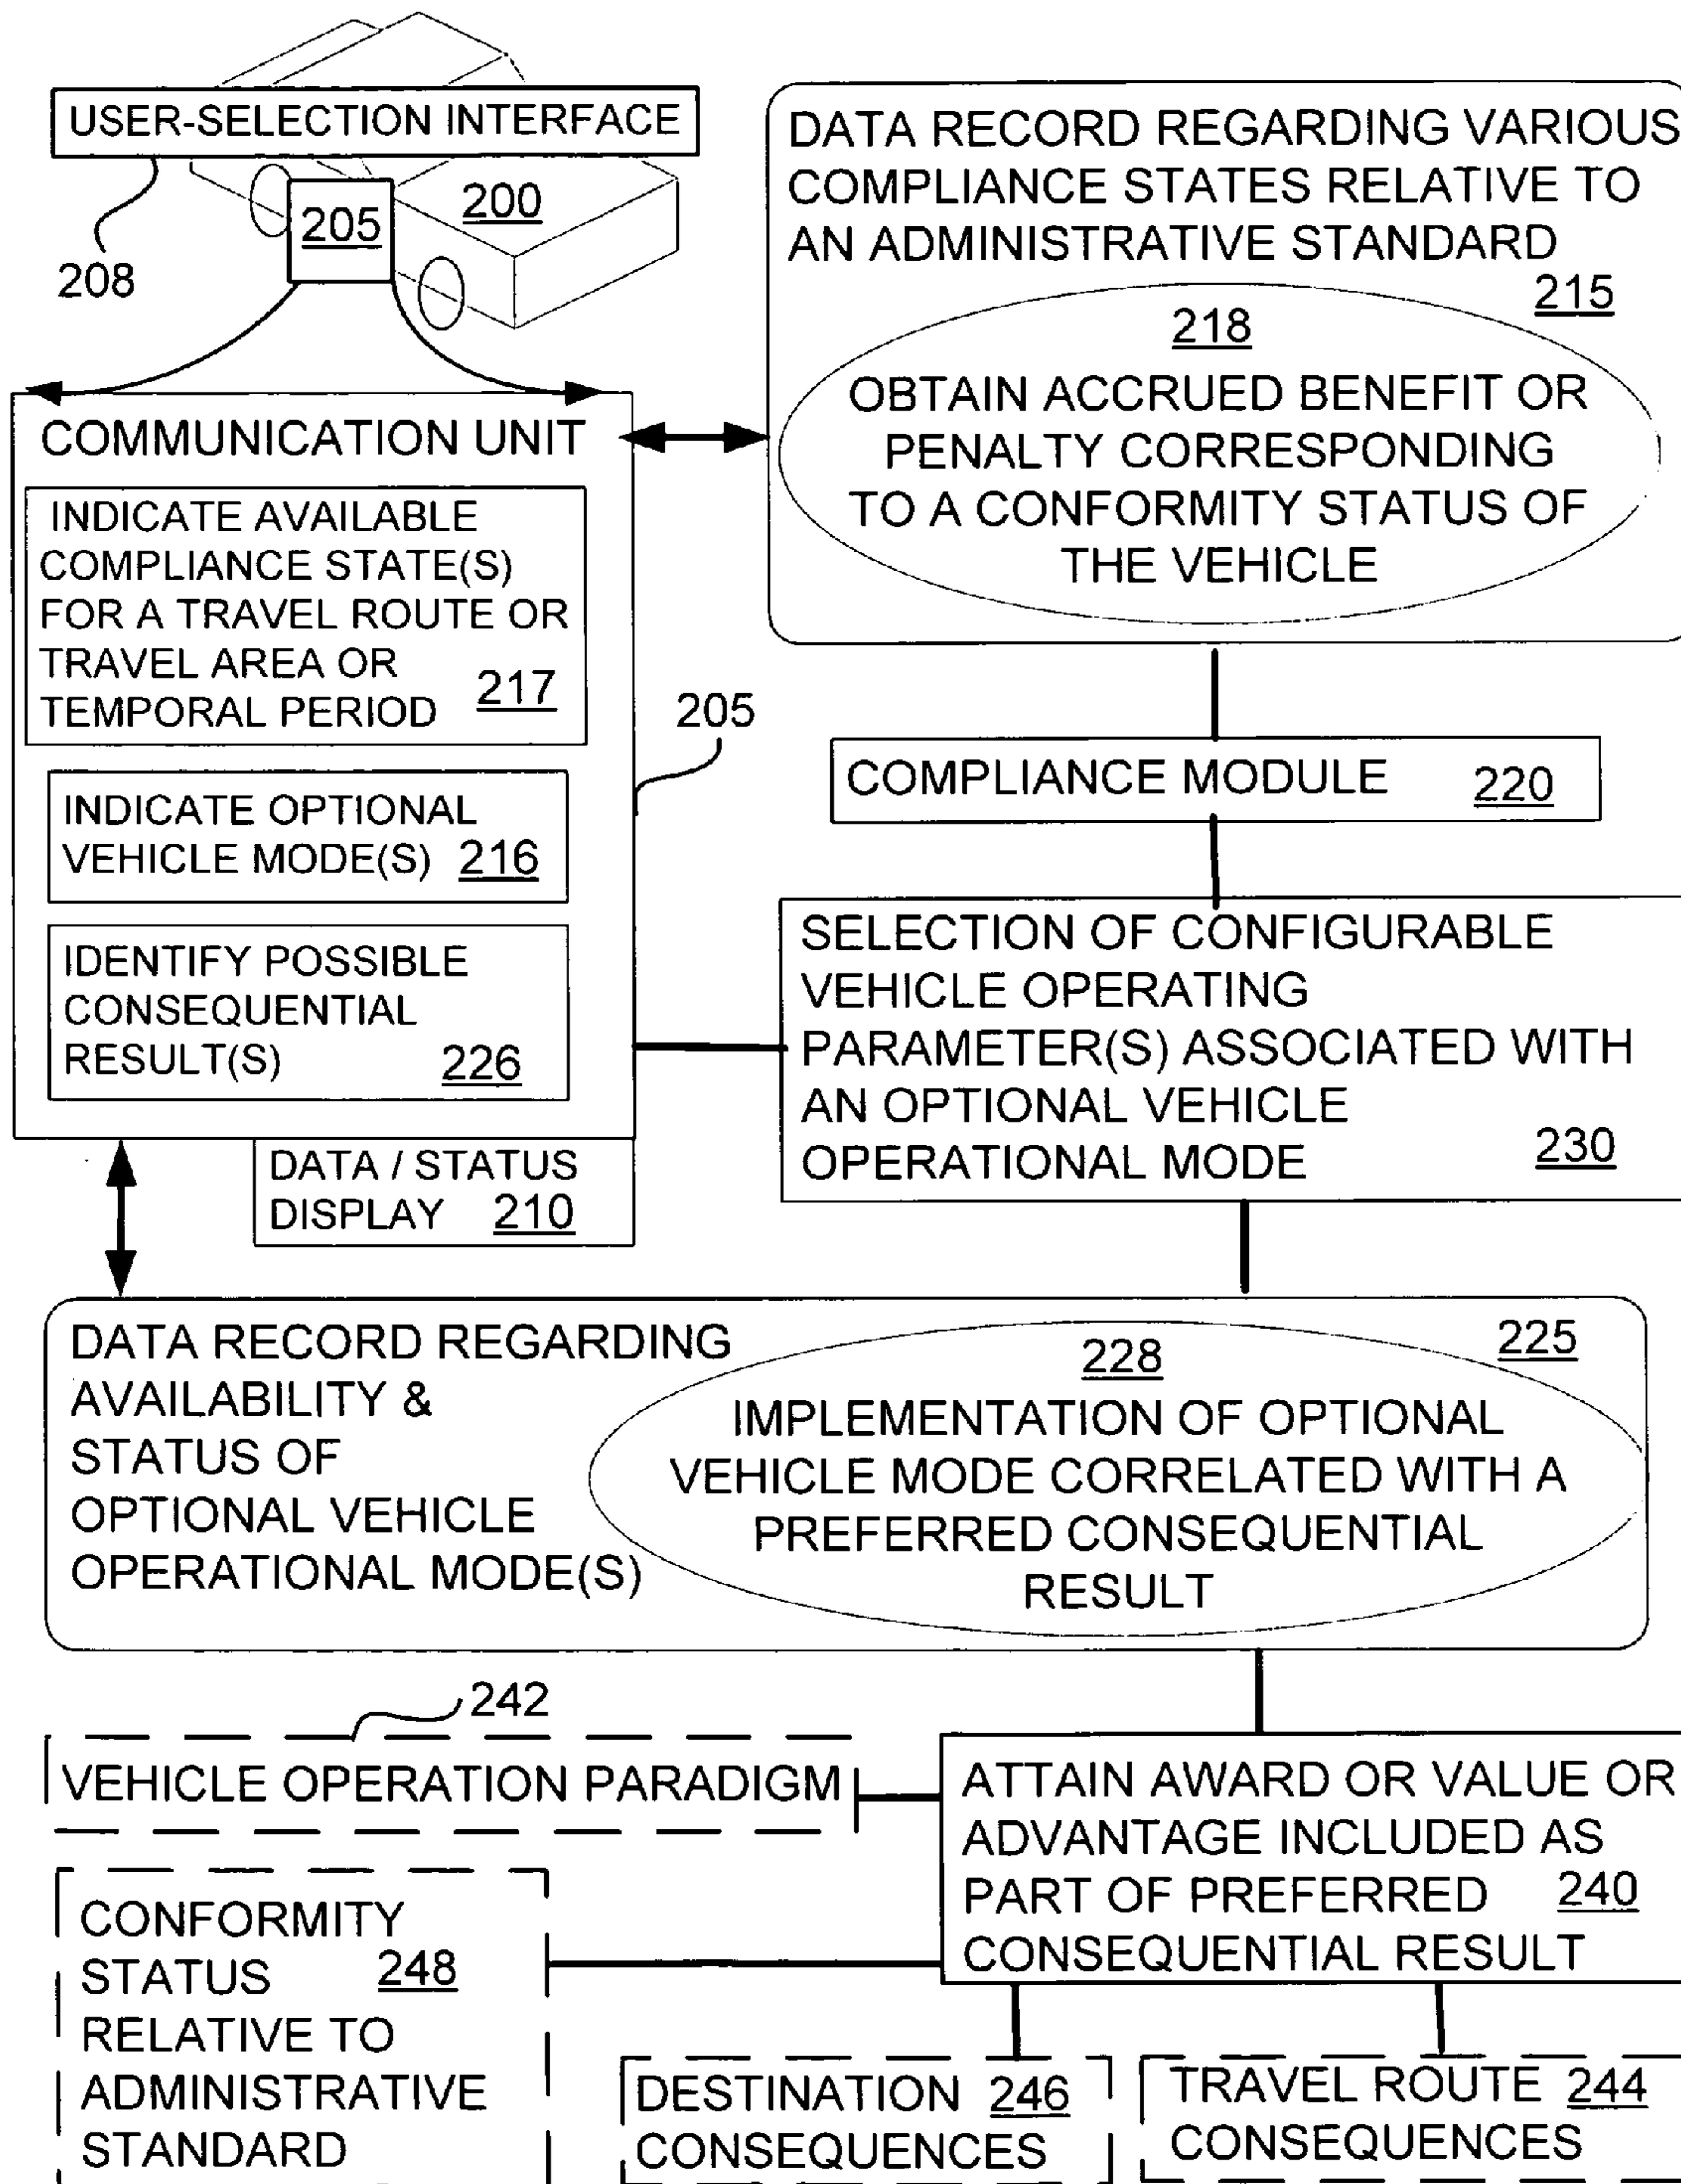 USER-SELECTION INTERFACE
200
205
208
DATA RECORD REGARDING VARIOUS
COMPLIANCE STATES RELATIVE TO
AN ADMINISTRATIVE STANDARD
215
218
OBTAIN ACCRUED BENEFIT OR
PENALTY CORRESPONDING
TO A CONFORMITY STATUS OF
THE VEHICLE
COMMUNICATION UNIT
INDICATE AVAILABLE
COMPLIANCE STATE(S)
FOR A TRAVEL ROUTE OR
TRAVEL AREA OR
TEMPORAL PERIOD 217
205
INDICATE OPTIONAL
VEHICLE MODE(S) 216
IDENTIFY POSSIBLE
CONSEQUENTIAL
RESULT(S) 226
DATA / STATUS
DISPLAY 210
COMPLIANCE MODULE 220
SELECTION OF CONFIGURABLE
VEHICLE OPERATING
PARAMETER(S) ASSOCIATED WITH
AN OPTIONAL VEHICLE
OPERATIONAL MODE 230
DATA RECORD REGARDING
AVAILABILITY &
STATUS OF
OPTIONAL VEHICLE
OPERATIONAL MODE(S)
225
228
IMPLEMENTATION OF OPTIONAL
VEHICLE MODE CORRELATED WITH A
PREFERRED CONSEQUENTIAL
RESULT
242
VEHICLE OPERATION PARADIGM
ATTAIN AWARD OR VALUE OR
ADVANTAGE INCLUDED AS
PART OF PREFERRED 240
CONSEQUENTIAL RESULT
CONFORMITY
STATUS 248
RELATIVE TO
ADMINISTRATIVE
STANDARD
DESTINATION 246
CONSEQUENCES
TRAVEL ROUTE 244
CONSEQUENCES